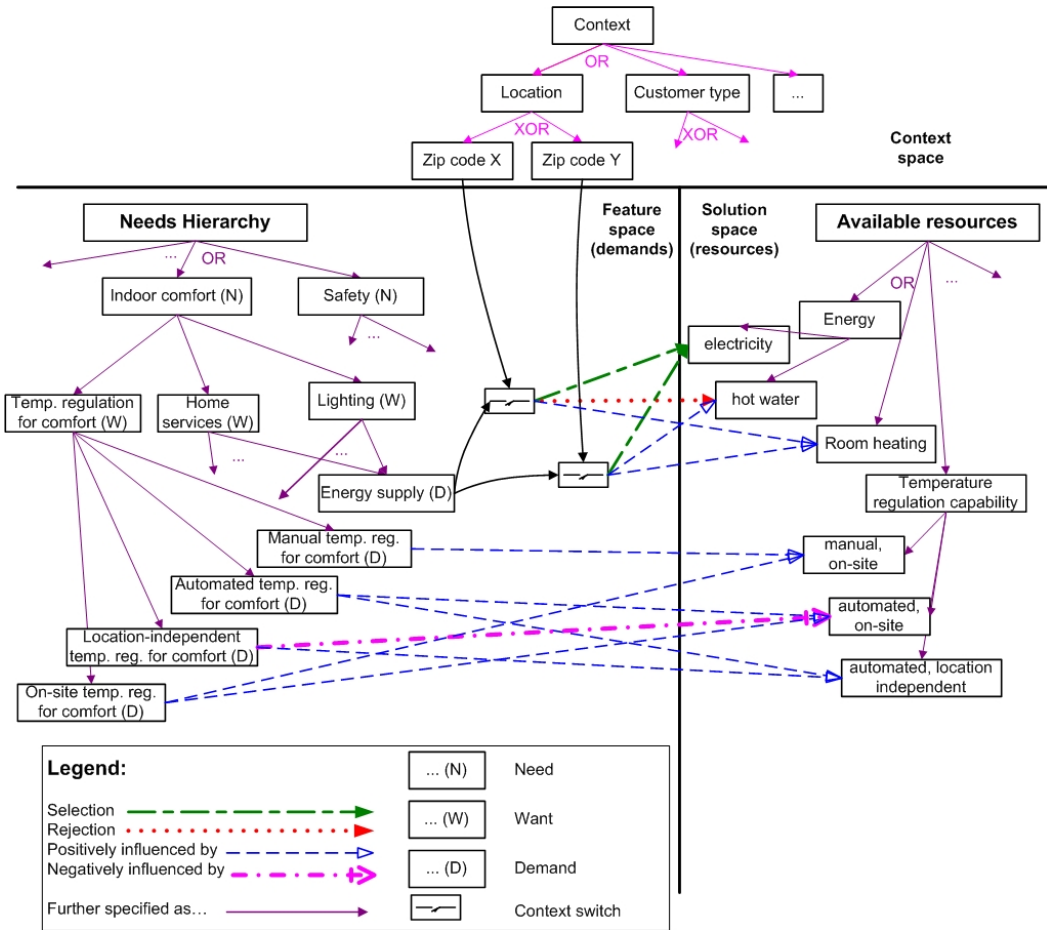 Context
OR
Location
Customer type
...
XOR
XOR
Zip code X
Zip code Y
Context
space
Needs Hierarchy
Feature
space
(demands)
Solution
space
(resources)
Available resources
...
OR
Indoor comfort (N)
Safety (N)
...
OR
...
Energy
electricity
Temp. regulation
for comfort (W)
Home
services (W)
Lighting (W)
hot water
Room heating
...
...
Energy supply (D)
Temperature
regulation capability
Manual temp. reg.
for comfort (D)
manual,
on-site
Automated temp. reg.
for comfort (D)
automated,
on-site
Location-independent
temp. reg. for comfort (D)
automated, location
independent
On-site temp. reg.
for comfort (D)
Legend:
Selection
Rejection
Positively influenced by
Negatively influenced by
Further specified as...
... (N)
Need
... (W)
Want
... (D)
Demand
Context switch